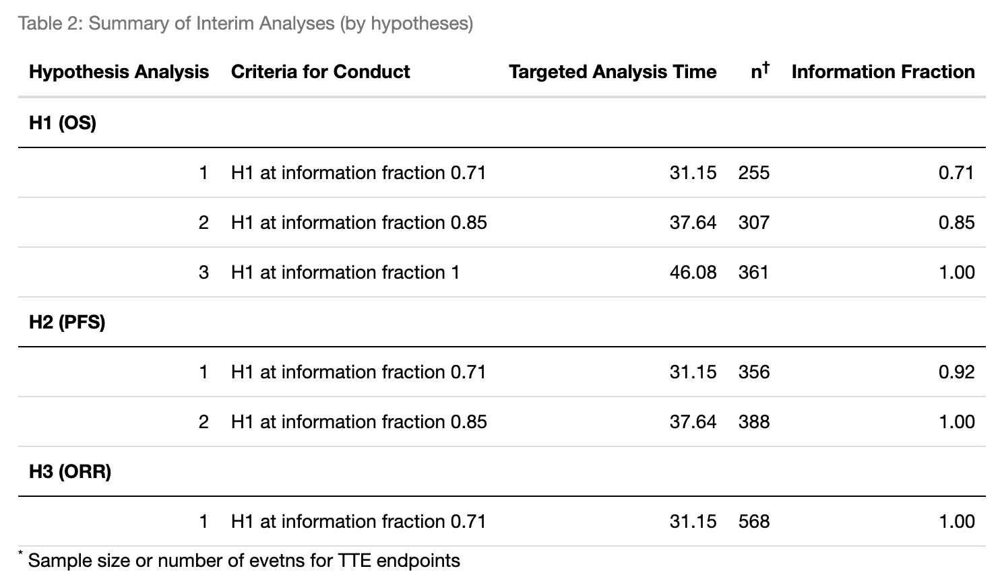 Table 2: Summary of Interim Analyses (by hypotheses)
Hypothesis Analysis Criteria for Conduct Targeted Analysis Time n† Information Fraction
H1 (OS)
1 H1 at information fraction 0.71 31.15 255 0.71
2 H1 at information fraction 0.85 37.64 307 0.85
3 H1 at information fraction 1 46.08 361 1.00
H2 (PFS)
1 H1 at information fraction 0.71 31.15 356 0.92
2 H1 at information fraction 0.85 37.64 388 1.00
H3 (ORR)
1 H1 at information fraction 0.71 31.15 568 1.00
* Sample size or number of evetns for TTE endpoints